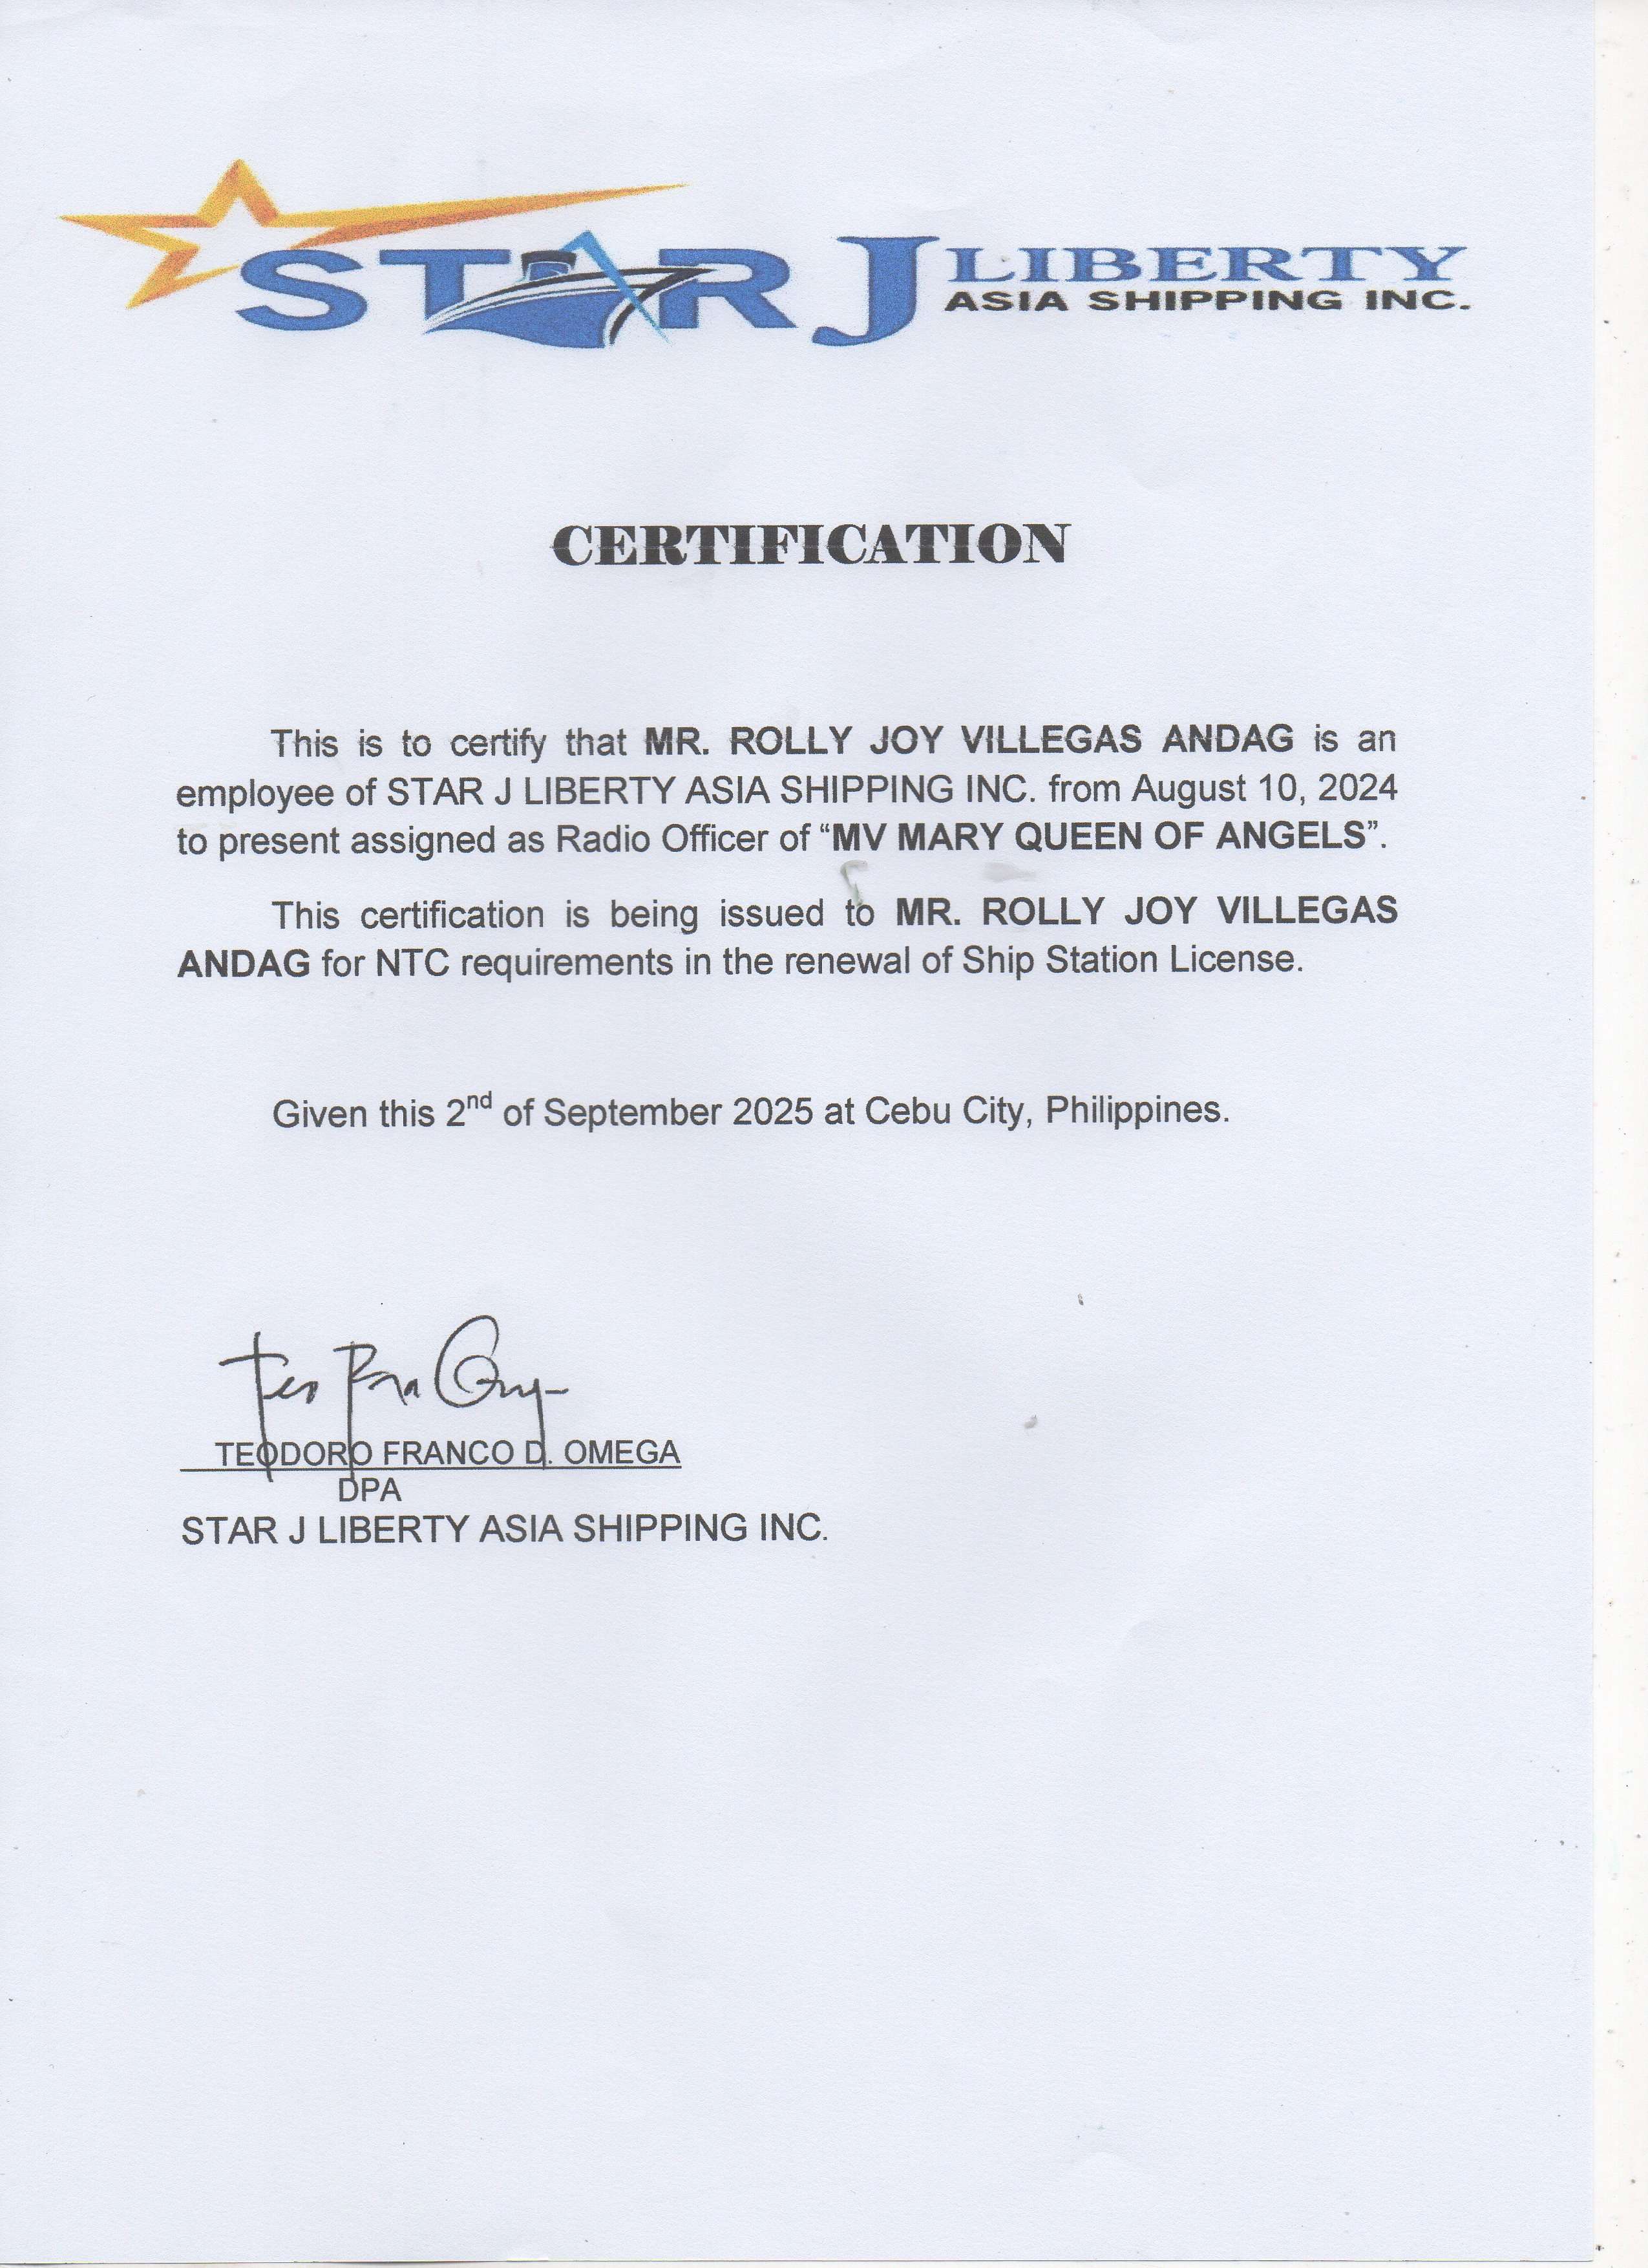 STAR J LIBERTY
ASIA SHIPPING INC.
CERTIFICATION
This is to certify that MR. ROLLY JOY VILLEGAS ANDAG is an
employee of STAR J LIBERTY ASIA SHIPPING INC. from August 10, 2024
to present assigned as Radio Officer of “MV MARY QUEEN OF ANGELS”.
This certification is being issued to MR. ROLLY JOY VILLEGAS
ANDAG for NTC requirements in the renewal of Ship Station License.
Given this 2nd of September 2025 at Cebu City, Philippines.
TEODORO FRANCO D. OMEGA
DPA
STAR J LIBERTY ASIA SHIPPING INC.